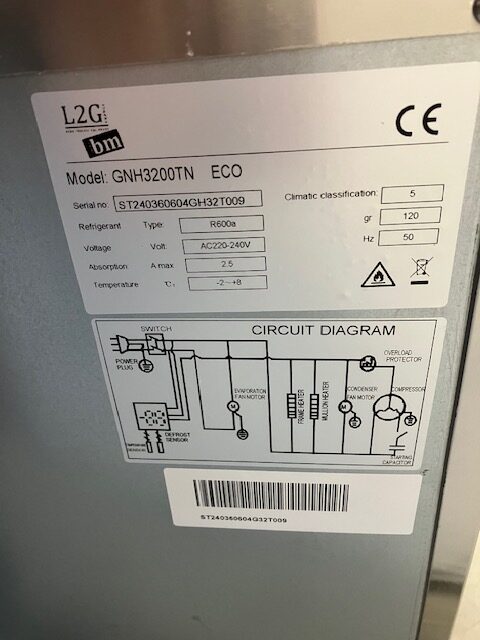 L2G
bm
CE
Model: GNH3200TN ECO
Serial no: ST240360604GH32T009
Climatic classification: 5
Refrigerant Type: R600a
gr 120
Voltage Volt: AC220-240V
Hz 50
Absorption: A max 2.5
Temperature °C: -2~+8
CIRCUIT DIAGRAM
SWITCH
POWER
PLUG
OVERLOAD
PROTECTOR
EVAPORATION
FAN MOTOR
M
FRAME HEATER
MULLION HEATER
CONDENSER
FAN MOTOR
M
COMPRESSOR
DEFROST
SENSOR
STARTING
CAPACITOR
ST240360604G32T009